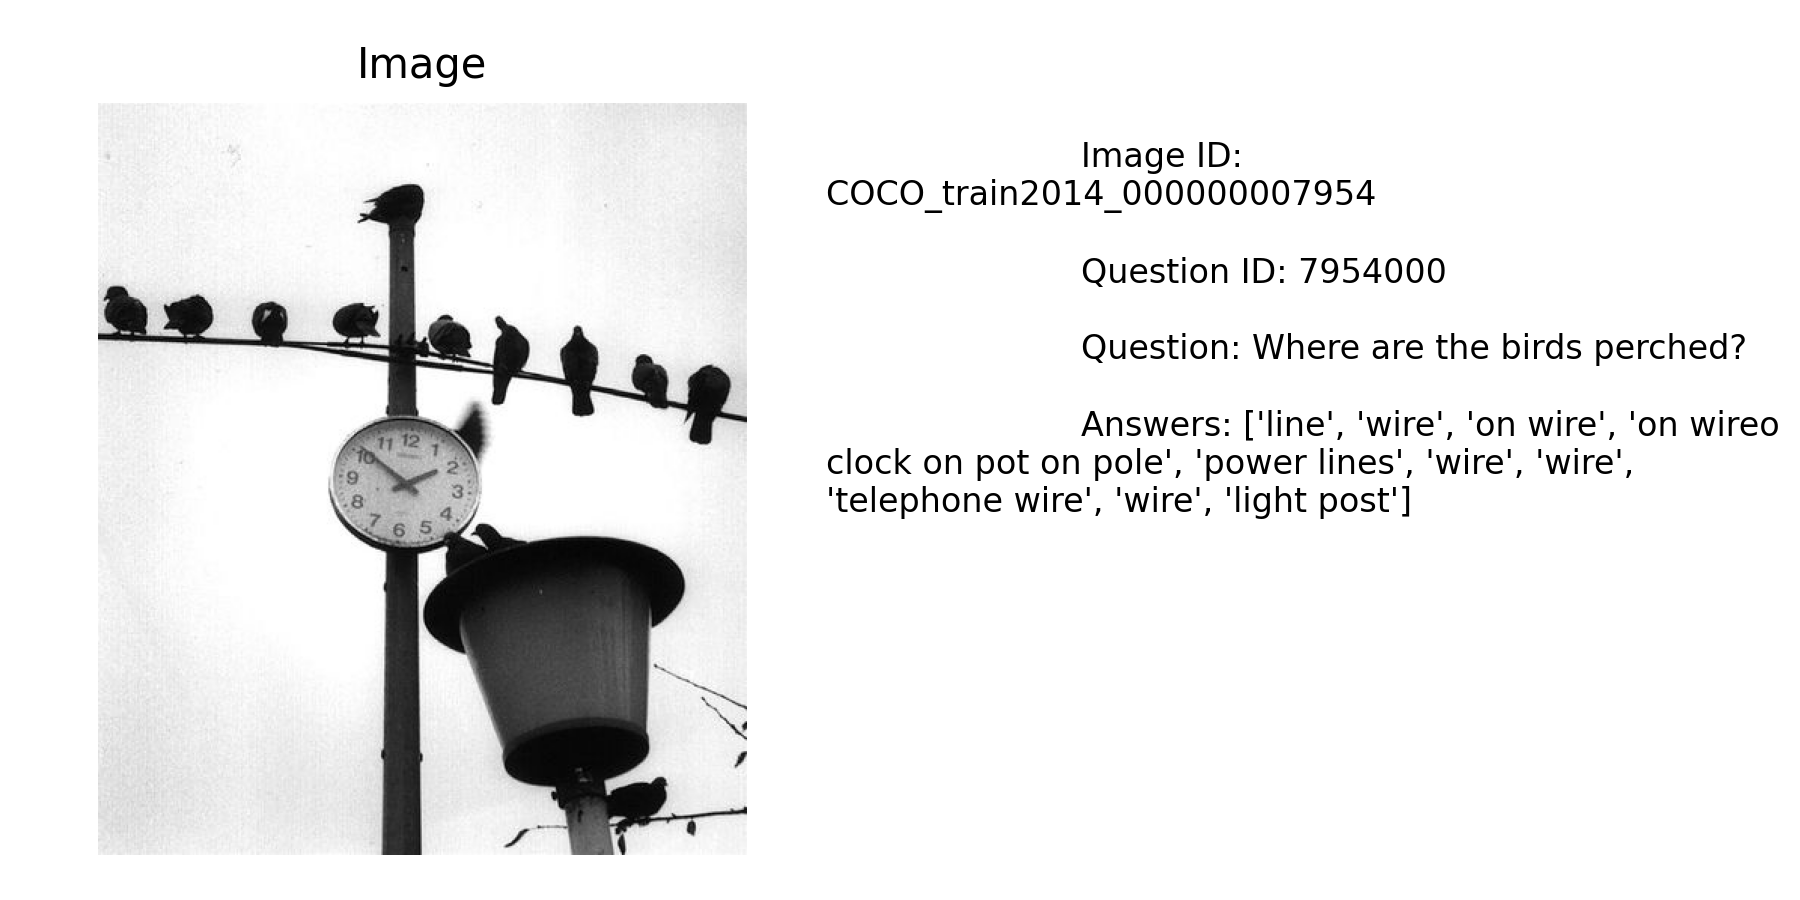 Image
Image ID:
COCO_train2014_000000007954
Question ID: 7954000
Question: Where are the birds perched?
Answers: ['line', 'wire', 'on wire', 'on wireo
clock on pot on pole', 'power lines', 'wire', 'wire',
'telephone wire', 'wire', 'light post']
11 12 1
10 2
9 3
8 4
7 6 5